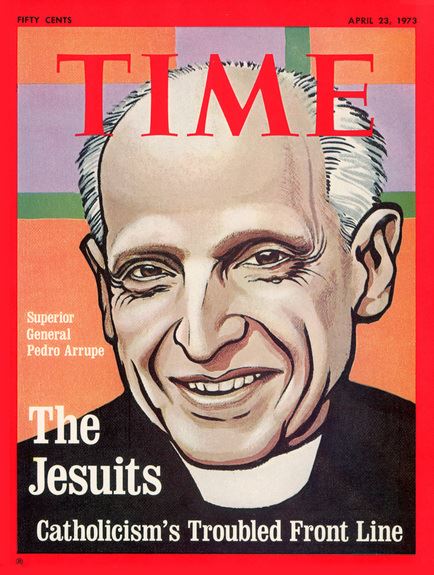 FIFTY CENTS
APRIL 23, 1973
TIME
Superior
General
Pedro Arrupe
The
Jesuits
Catholicism's Troubled Front Line